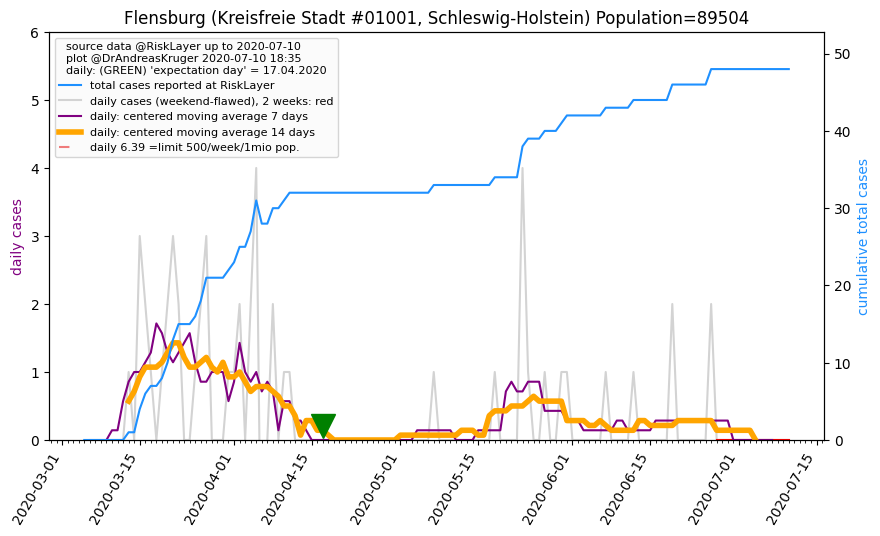 Flensburg (Kreisfreie Stadt #01001, Schleswig-Holstein) Population=89504
source data @RiskLayer up to 2020-07-10
plot @DrAndreasKruger 2020-07-10 18:35
daily: (GREEN) 'expectation day' = 17.04.2020
total cases reported at RiskLayer
daily cases (weekend-flawed), 2 weeks: red
daily: centered moving average 7 days
daily: centered moving average 14 days
daily 6.39 =limit 500/week/1mio pop.
daily cases
6
5
4
3
2
1
0
50
40
30
20
10
0
cumulative total cases
2020-03-01
2020-03-15
2020-04-01
2020-04-15
2020-05-01
2020-05-15
2020-06-01
2020-06-15
2020-07-01
2020-07-15